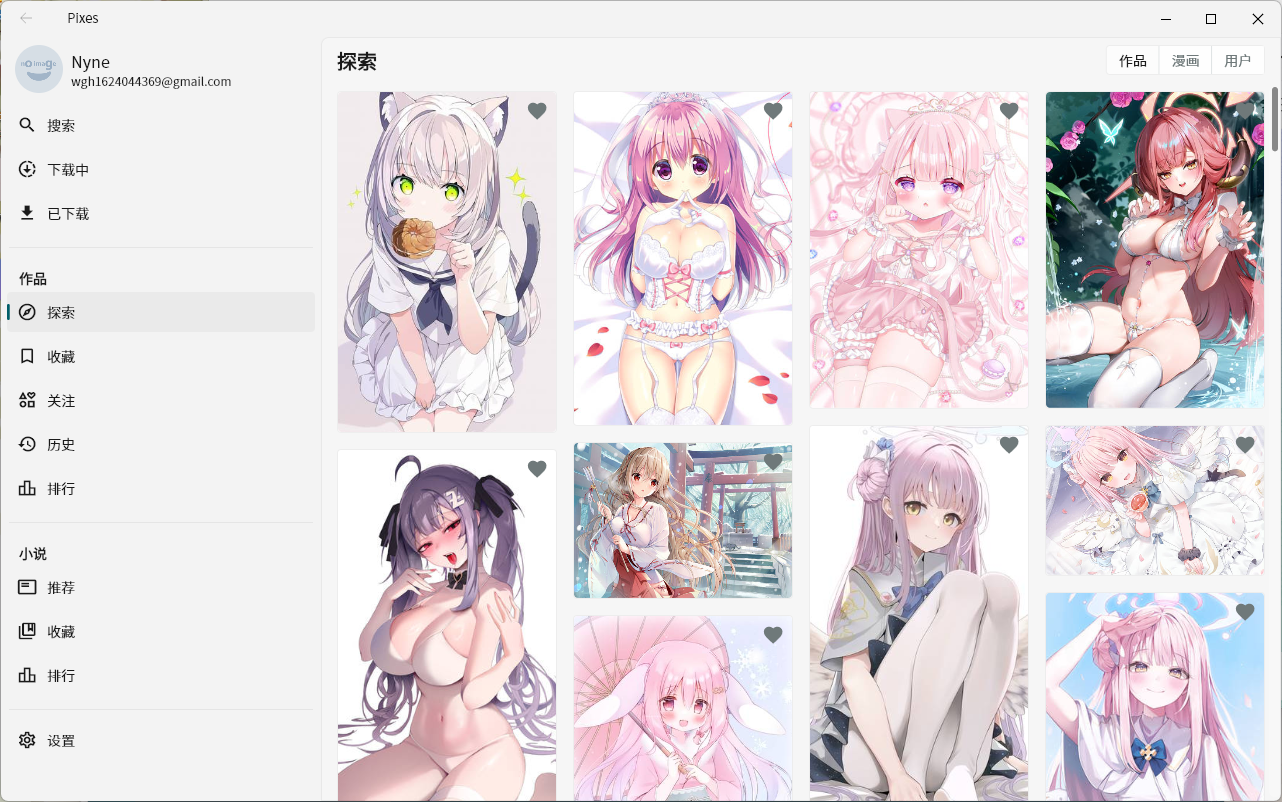 Pixes
no image
Nyne
wgh1624044369@gmail.com
搜索
下载中
已下载
作品
探索
收藏
关注
历史
排行
小说
推荐
收藏
排行
设置
探索
作品
漫画
用户